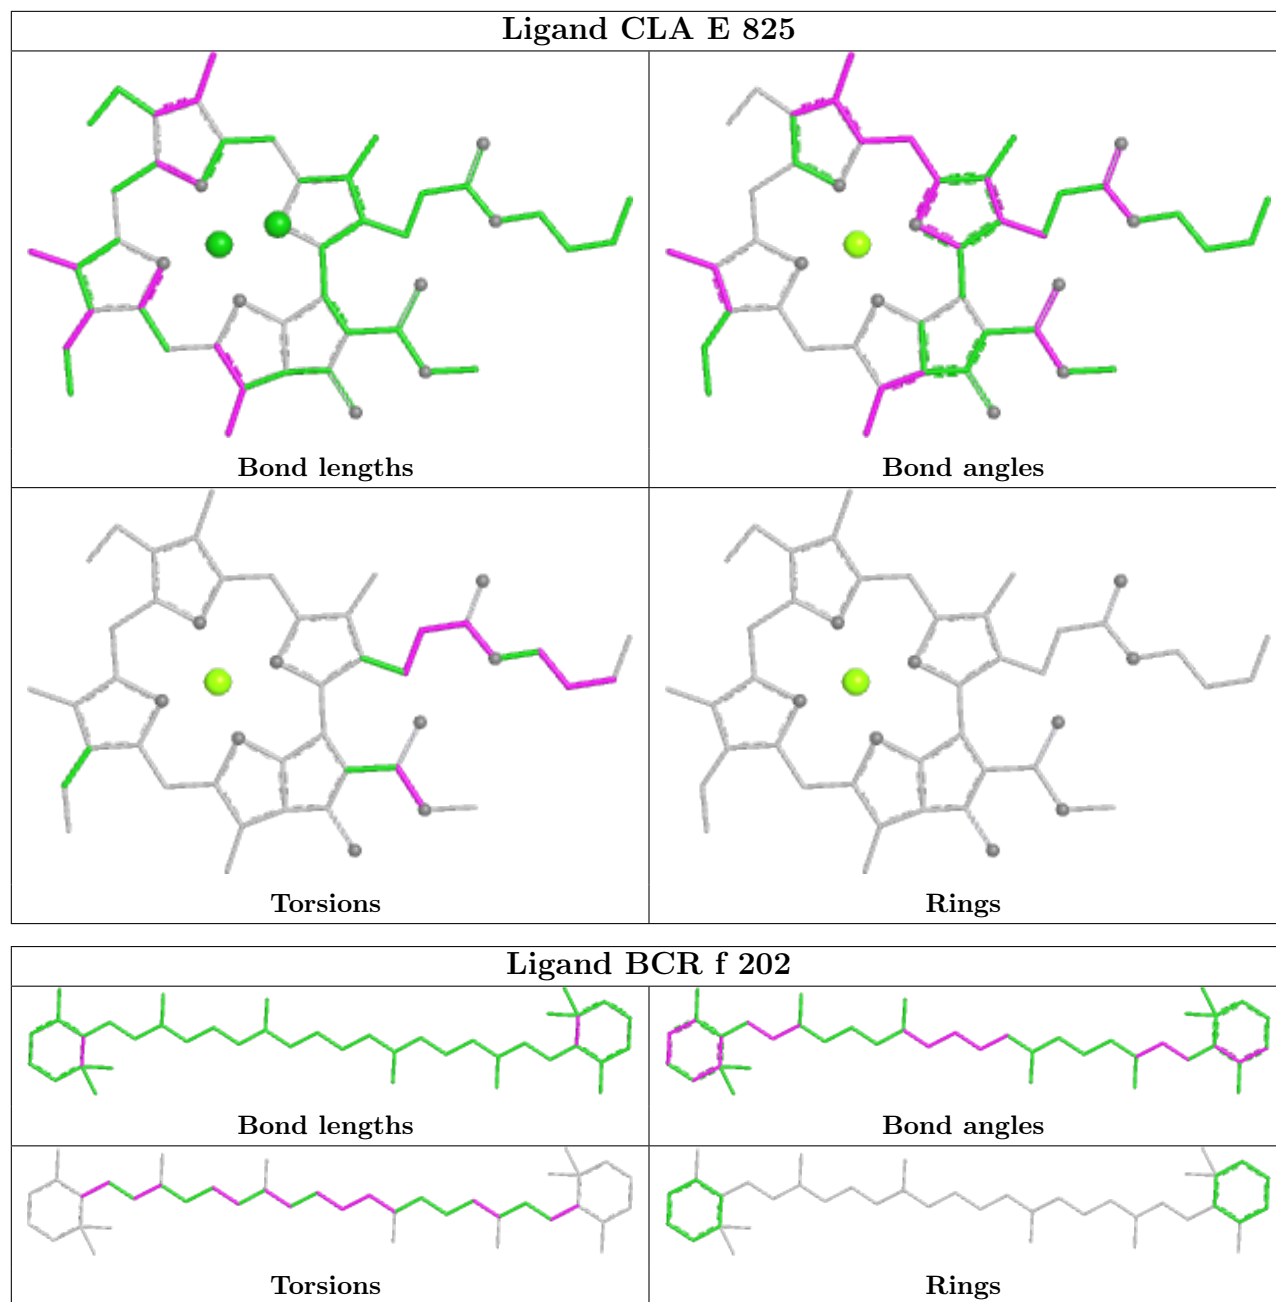 Ligand CLA E 825
Bond lengths
Bond angles
Torsions
Rings
Ligand BCR f 202
Bond lengths
Bond angles
Torsions
Rings